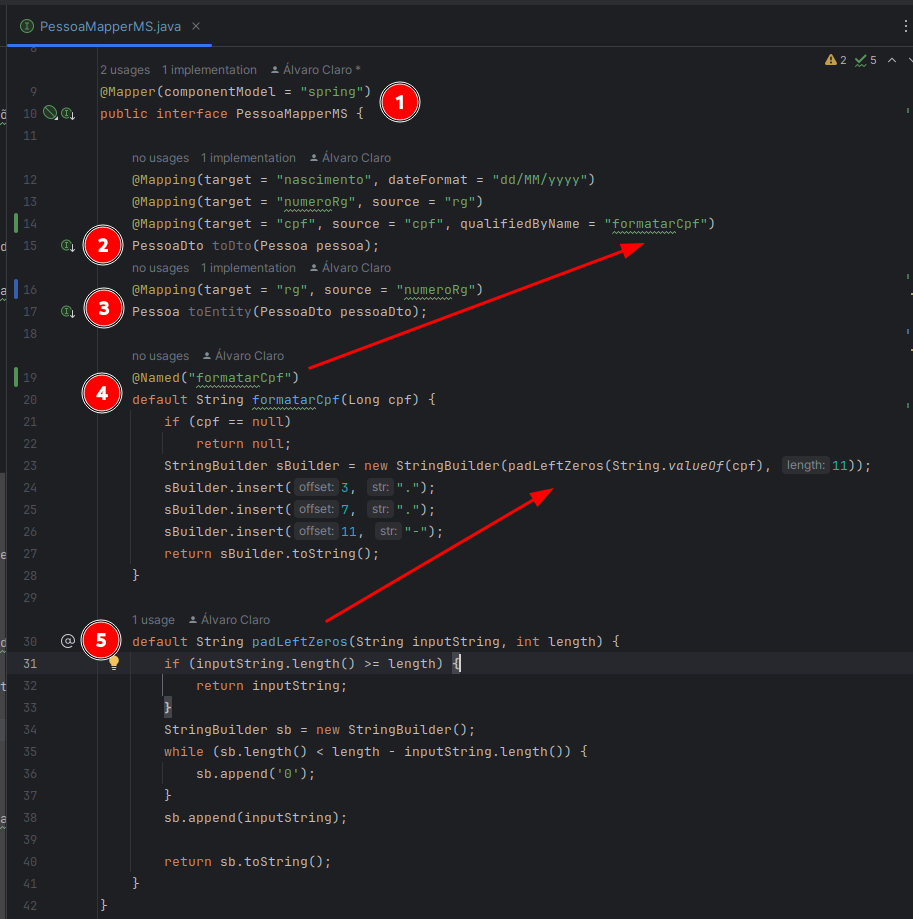 PessoaMapperMS.java
8
2 usages 1 implementation Álvaro Claro *
9 @Mapper(componentModel = "spring") 1
10 public interface PessoaMapperMS {
2 5
11
no usages 1 implementation Álvaro Claro
12 @Mapping(target = "nascimento", dateFormat = "dd/MM/yyyy")
13 @Mapping(target = "numeroRg", source = "rg")
14 @Mapping(target = "cpf", source = "cpf", qualifiedByName = "formatarCpf")
15 2 PessoaDto toDto(Pessoa pessoa);
no usages 1 implementation Álvaro Claro
16 @Mapping(target = "rg", source = "numeroRg")
17 3 Pessoa toEntity(PessoaDto pessoaDto);
18
no usages Álvaro Claro
19 @Named("formatarCpf")
20 4 default String formatarCpf(Long cpf) {
21 if (cpf == null)
22 return null;
23 StringBuilder sBuilder = new StringBuilder(padLeftZeros(String.valueOf(cpf), length: 11));
24 sBuilder.insert( offset: 3, str: ".");
25 sBuilder.insert( offset: 7, str: ".");
26 sBuilder.insert( offset: 11, str: "-");
27 return sBuilder.toString();
28 }
29
1 usage Álvaro Claro
30 @ 5 default String padLeftZeros(String inputString, int length) {
31 if (inputString.length() >= length) {
32 return inputString;
33 }
34 StringBuilder sb = new StringBuilder();
35 while (sb.length() < length - inputString.length()) {
36 sb.append('0');
37 }
38 sb.append(inputString);
39
40 return sb.toString();
41 }
42 }